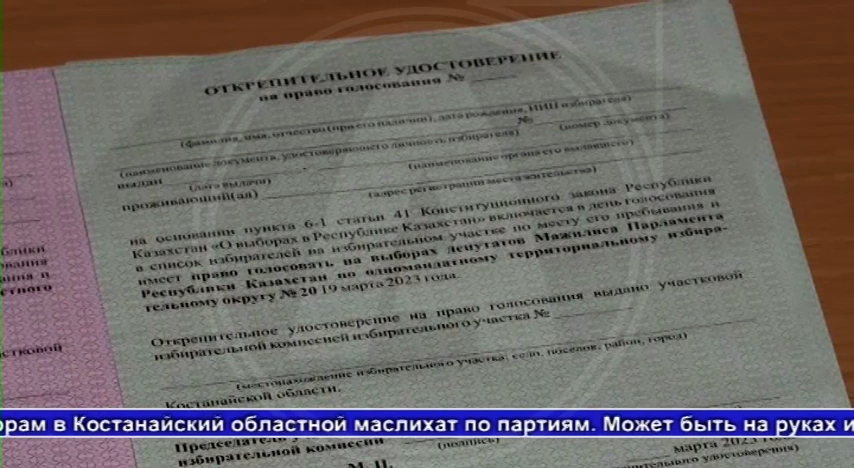 ОТКРЕПИТЕЛЬНОЕ УДОСТОВЕРЕНИЕ
на право голосования № ______
(фамилия, имя, отчество (при его наличии), дата рождения, ИИН избирателя)
№
(наименование документа, удостоверяющего личность избирателя) (номер документа)
выдан
(дата выдачи) (наименование органа его выдавшего)
проживающий(ая)
(адрес регистрации места жительства)
на основании пункта 6-1 статьи 41 Конституционного закона Республики
Казахстан «О выборах в Республике Казахстан» включается в день голосования
в список избирателей на избирательном участке по месту его пребывания и
имеет право голосовать на выборах депутатов Мажилиса Парламента
Республики Казахстан по одномандатному территориальному избира-
тельному округу № 20 19 марта 2023 года.
Открепительное удостоверение на право голосования выдано участковой
избирательной комиссией избирательного участка №
(местонахождение избирательного участка: село, поселок, район, город)
Костанайской области.
орам в Костанайский областной маслихат по партиям. Может быть на руках и
Председатель
избирательной комиссии
(подпись)
марта 2023
удостоверения)
М. П.